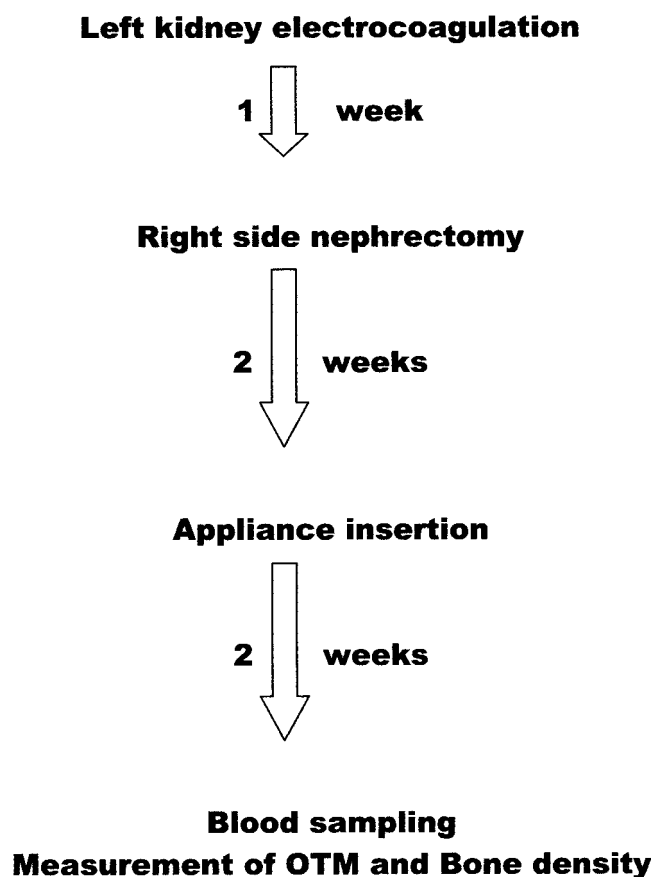 Left kidney electrocoagulation
1 week
Right side nephrectomy
2 weeks
Appliance insertion
2 weeks
Blood sampling
Measurement of OTM and Bone density